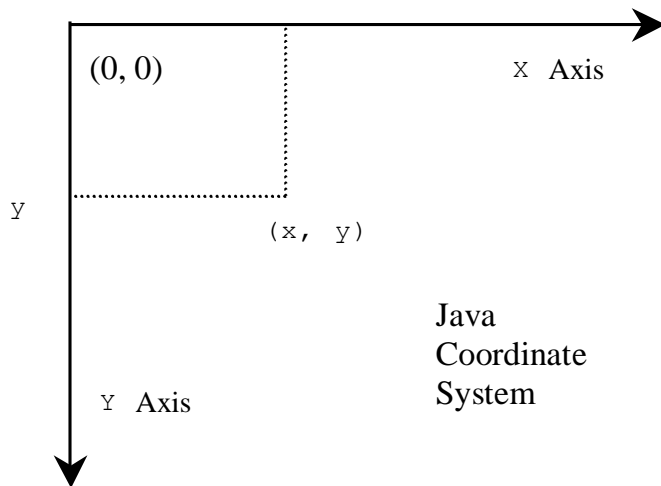 (0, 0)
X Axis
y
(x, y)
Java
Coordinate
System
Y Axis